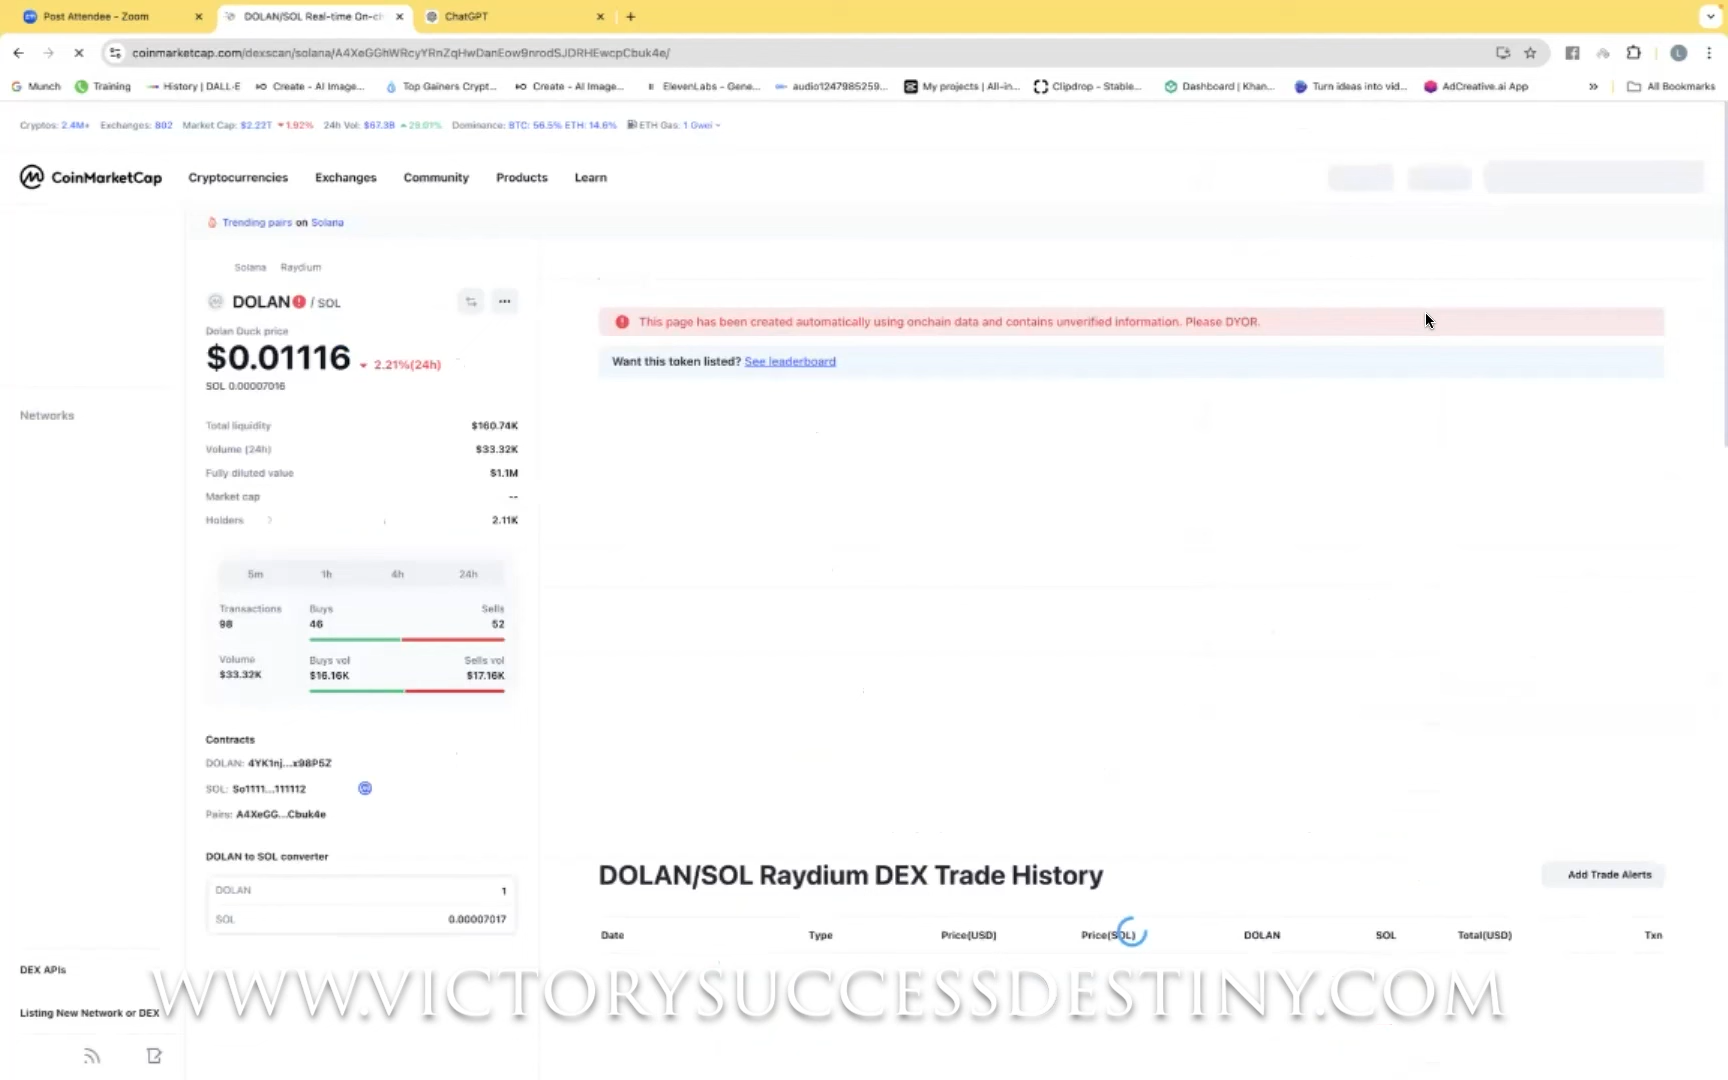 Post Attendee - Zoom
DOLAN/SOL Real-time On-ch
ChatGPT
coinmarketcap.com/dexscan/solana/A4XeGGhWRcyYRnZqHwDanEow9nrodSJDRHEwcpCbuk4e/
Munch
Training
History | DALL·E
Create - AI Image...
Top Gainers Crypt...
Create - AI Image...
ElevenLabs - Gene...
audio1247985259...
My projects | All-in...
Clipdrop - Stable...
Dashboard | Khan...
Turn ideas into vid...
AdCreative.ai App
All Bookmarks
Cryptos: 2.4M+ Exchanges: 802 Market Cap: $2.22T 1.92% 24h Vol: $67.3B 29.01% Dominance: BTC: 56.5% ETH: 14.6% ETH Gas: 1 Gwei
CoinMarketCap
Cryptocurrencies
Exchanges
Community
Products
Learn
Trending pairs on Solana
Solana Raydium
DOLAN / SOL
Dolan Duck price
$0.01116 2.21%(24h)
SOL 0.00007016
This page has been created automatically using onchain data and contains unverified information. Please DYOR.
Want this token listed? See leaderboard
Networks
Total liquidity $160.74K
Volume (24h) $33.32K
Fully diluted value $1.1M
Market cap --
Holders 2.11K
5m 1h 4h 24h
Transactions Buys Sells
98 46 52
Volume Buys vol Sells vol
$33.32K $16.16K $17.16K
Contracts
DOLAN: 4YK1nj...x98P5Z
SOL: So1111...111112
Pairs: A4XeGG...Cbuk4e
DOLAN to SOL converter
DOLAN 1
SOL 0.00007017
DOLAN/SOL Raydium DEX Trade History
Add Trade Alerts
Date Type Price(USD) Price(SOL) DOLAN SOL Total(USD) Txn
DEX APIs
WWW.VICTORYSUCCESSDESTINY.COM
Listing New Network or DEX